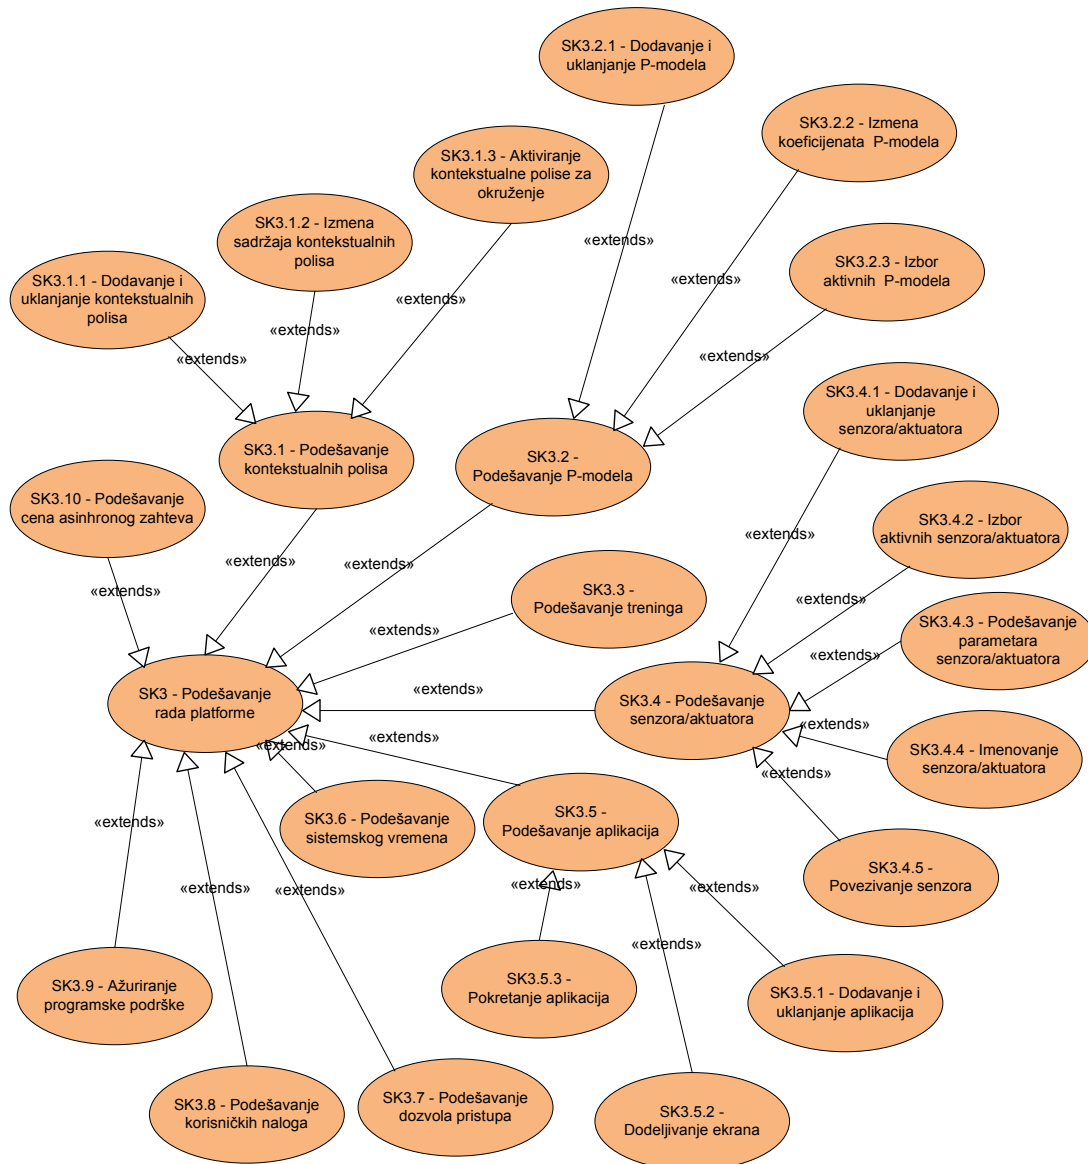 SK3.2.1 - Dodavanje i
uklanjanje P-modela
SK3.2.2 - Izmena
koeficijenata P-modela
SK3.1.3 - Aktiviranje
kontekstualne polise za
okruženje
SK3.1.2 - Izmena
sadržaja kontekstualnih
polisa
SK3.2.3 - Izbor
aktivnih P-modela
SK3.1.1 - Dodavanje i
uklanjanje kontekstualnih
polisa
«extends»
«extends»
«extends»
«extends»
«extends»
«extends»
SK3.4.1 - Dodavanje i
uklanjanje
senzora/aktuatora
SK3.1 - Podešavanje
kontekstualnih polisa
SK3.2 -
Podešavanje P-modela
SK3.10 - Podešavanje
cena asinhronog zahteva
SK3.4.2 - Izbor
aktivnih senzora/aktuatora
«extends»
«extends»
«extends»
«extends»
«extends»
SK3.3 -
Podešavanje treninga
SK3.4.3 - Podešavanje
parametara
senzora/aktuatora
«extends»
«extends»
SK3 - Podešavanje
rada platforme
«extends»
SK3.4 - Podešavanje
senzora/aktuatora
«extends»
SK3.4.4 - Imenovanje
senzora/aktuatora
«extends»
«extends»
«extends»
SK3.6 - Podešavanje
sistemskog vremena
SK3.5 -
Podešavanje aplikacija
«extends»
SK3.4.5 -
Povezivanje senzora
«extends»
«extends»
«extends»
«extends»
«extends»
SK3.9 - Ažuriranje
programske podrške
SK3.5.3 -
Pokretanje aplikacija
SK3.5.1 - Dodavanje i
uklanjanje aplikacija
SK3.8 - Podešavanje
korisničkih naloga
SK3.7 - Podešavanje
dozvola pristupa
SK3.5.2 -
Dodeljivanje ekrana